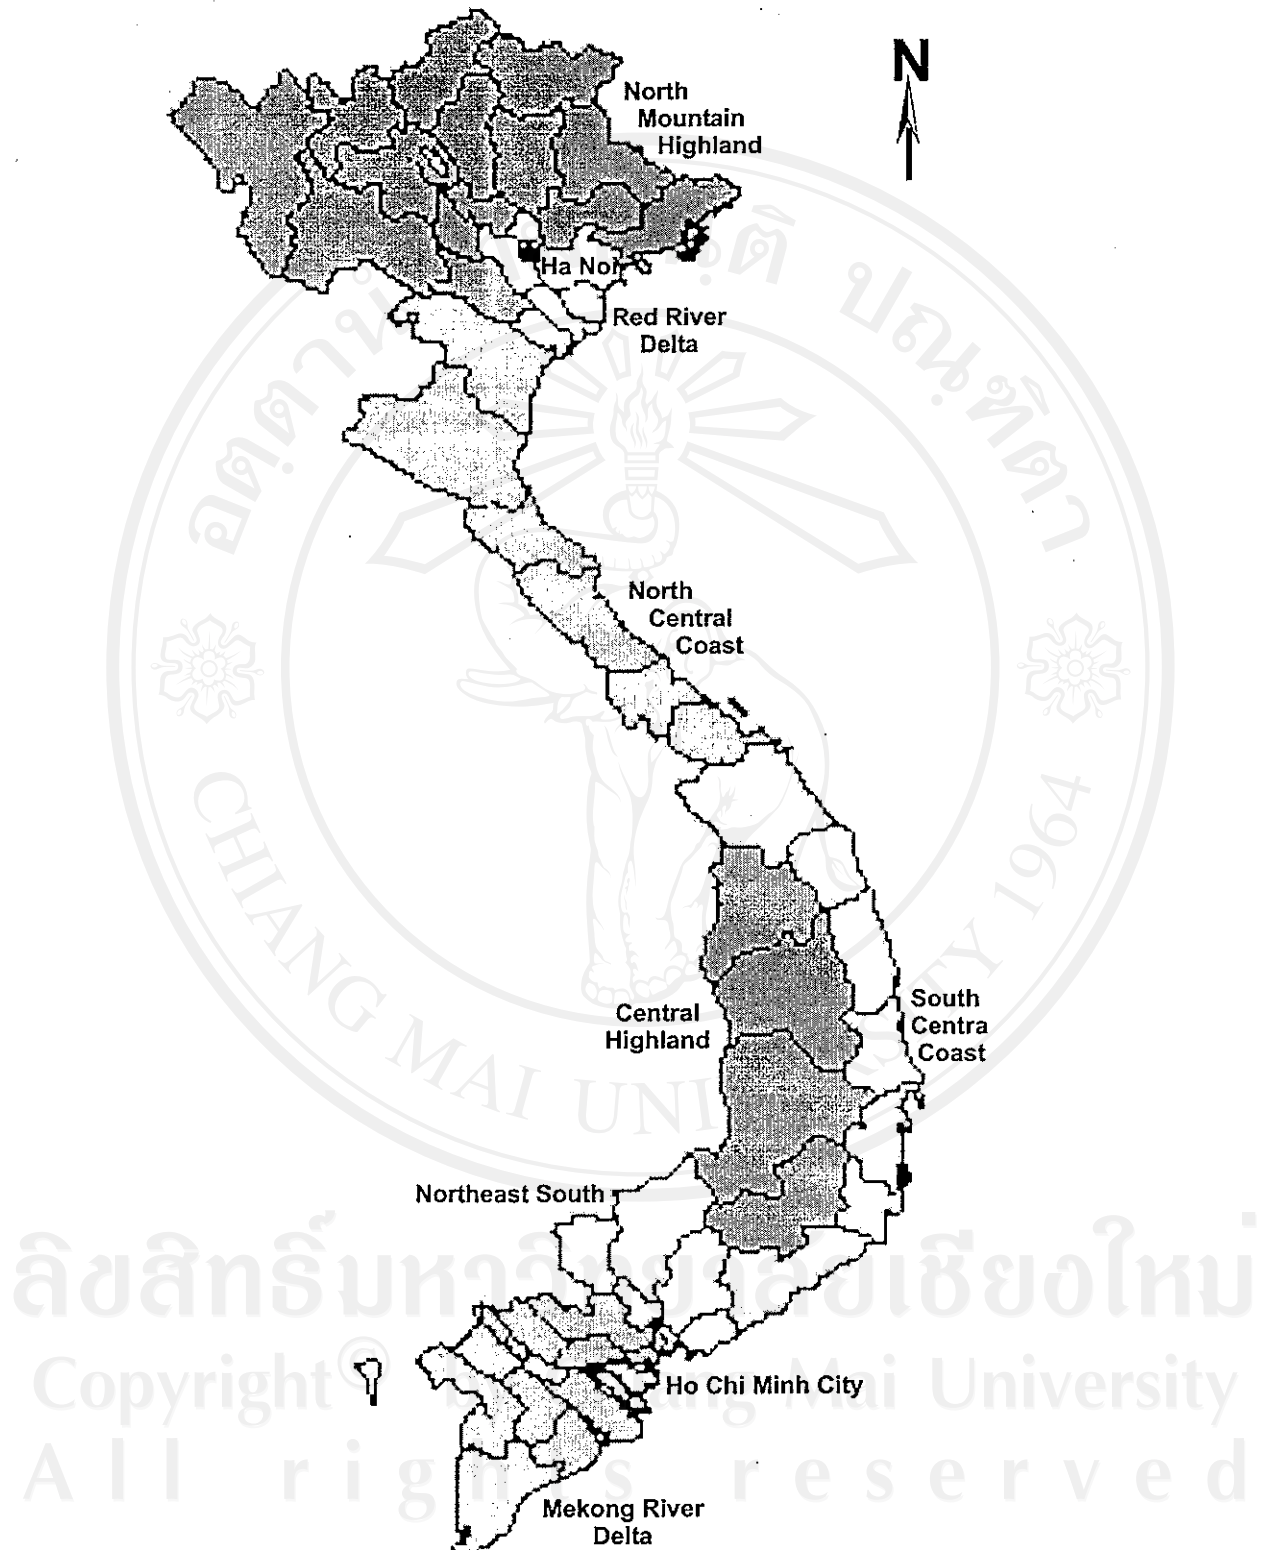 N
North
Mountain
Highland
Ha Noi
Red River
Delta
North
Central
Coast
Central
Highland
South
Centra
Coast
Northeast South
Ho Chi Minh City
Mekong River
Delta
CHIANG MAI UNIVERSITY 1964
ลิขสิทธิ์มหาวิทยาลัยเชียงใหม่
Copyright© by Chiang Mai University
All rights reserved